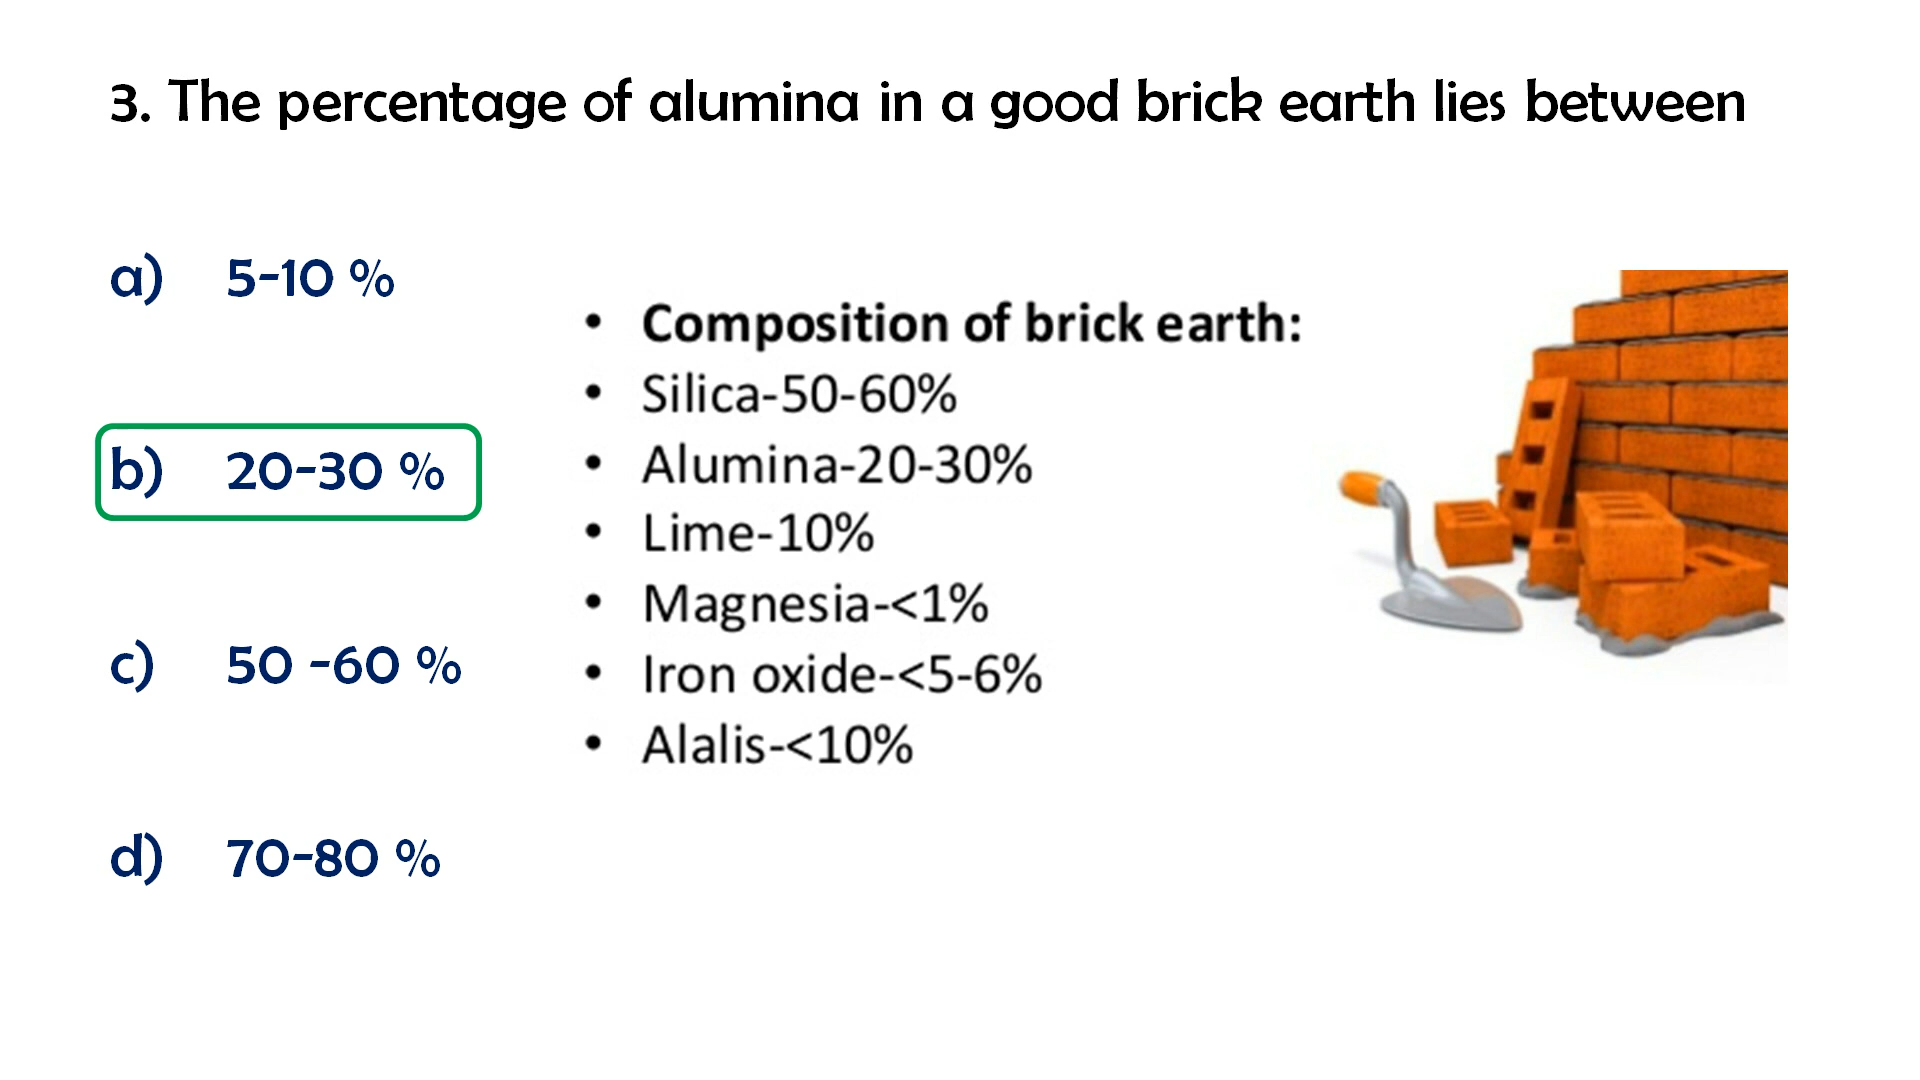 3. The percentage of alumina in a good brick earth lies between
a) 5-10 %
b) 20-30 %
c) 50 -60 %
d) 70-80 %
• Composition of brick earth:
• Silica-50-60%
• Alumina-20-30%
• Lime-10%
• Magnesia-<1%
• Iron oxide-<5-6%
• Alalis-<10%